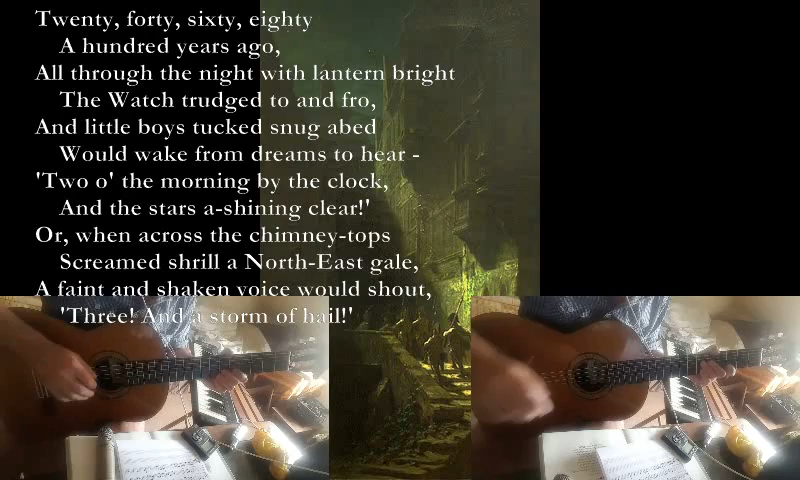 Twenty, forty, sixty, eighty
A hundred years ago,
All through the night with lantern bright
The Watch trudged to and fro,
And little boys tucked snug abed
Would wake from dreams to hear -
'Two o' the morning by the clock,
And the stars a-shining clear!'
Or, when across the chimney-tops
Screamed shrill a North-East gale,
A faint and shaken voice would shout,
'Three! And a storm of hail!'